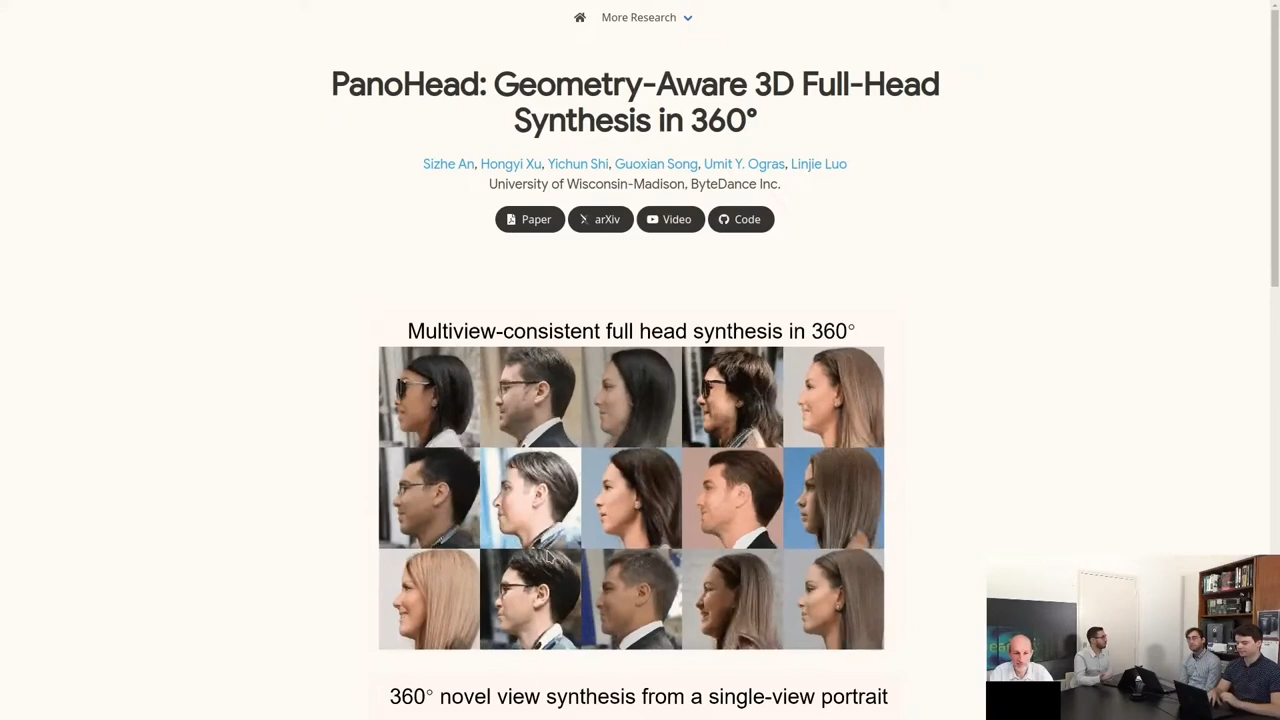 More Research
PanoHead: Geometry-Aware 3D Full-Head
Synthesis in 360°
Sizhe An, Hongyi Xu, Yichun Shi, Guoxian Song, Umit Y. Ogras, Linjie Luo
University of Wisconsin-Madison, ByteDance Inc.
Paper
arXiv
Video
Code
Multiview-consistent full head synthesis in 360°
360° novel view synthesis from a single-view portrait